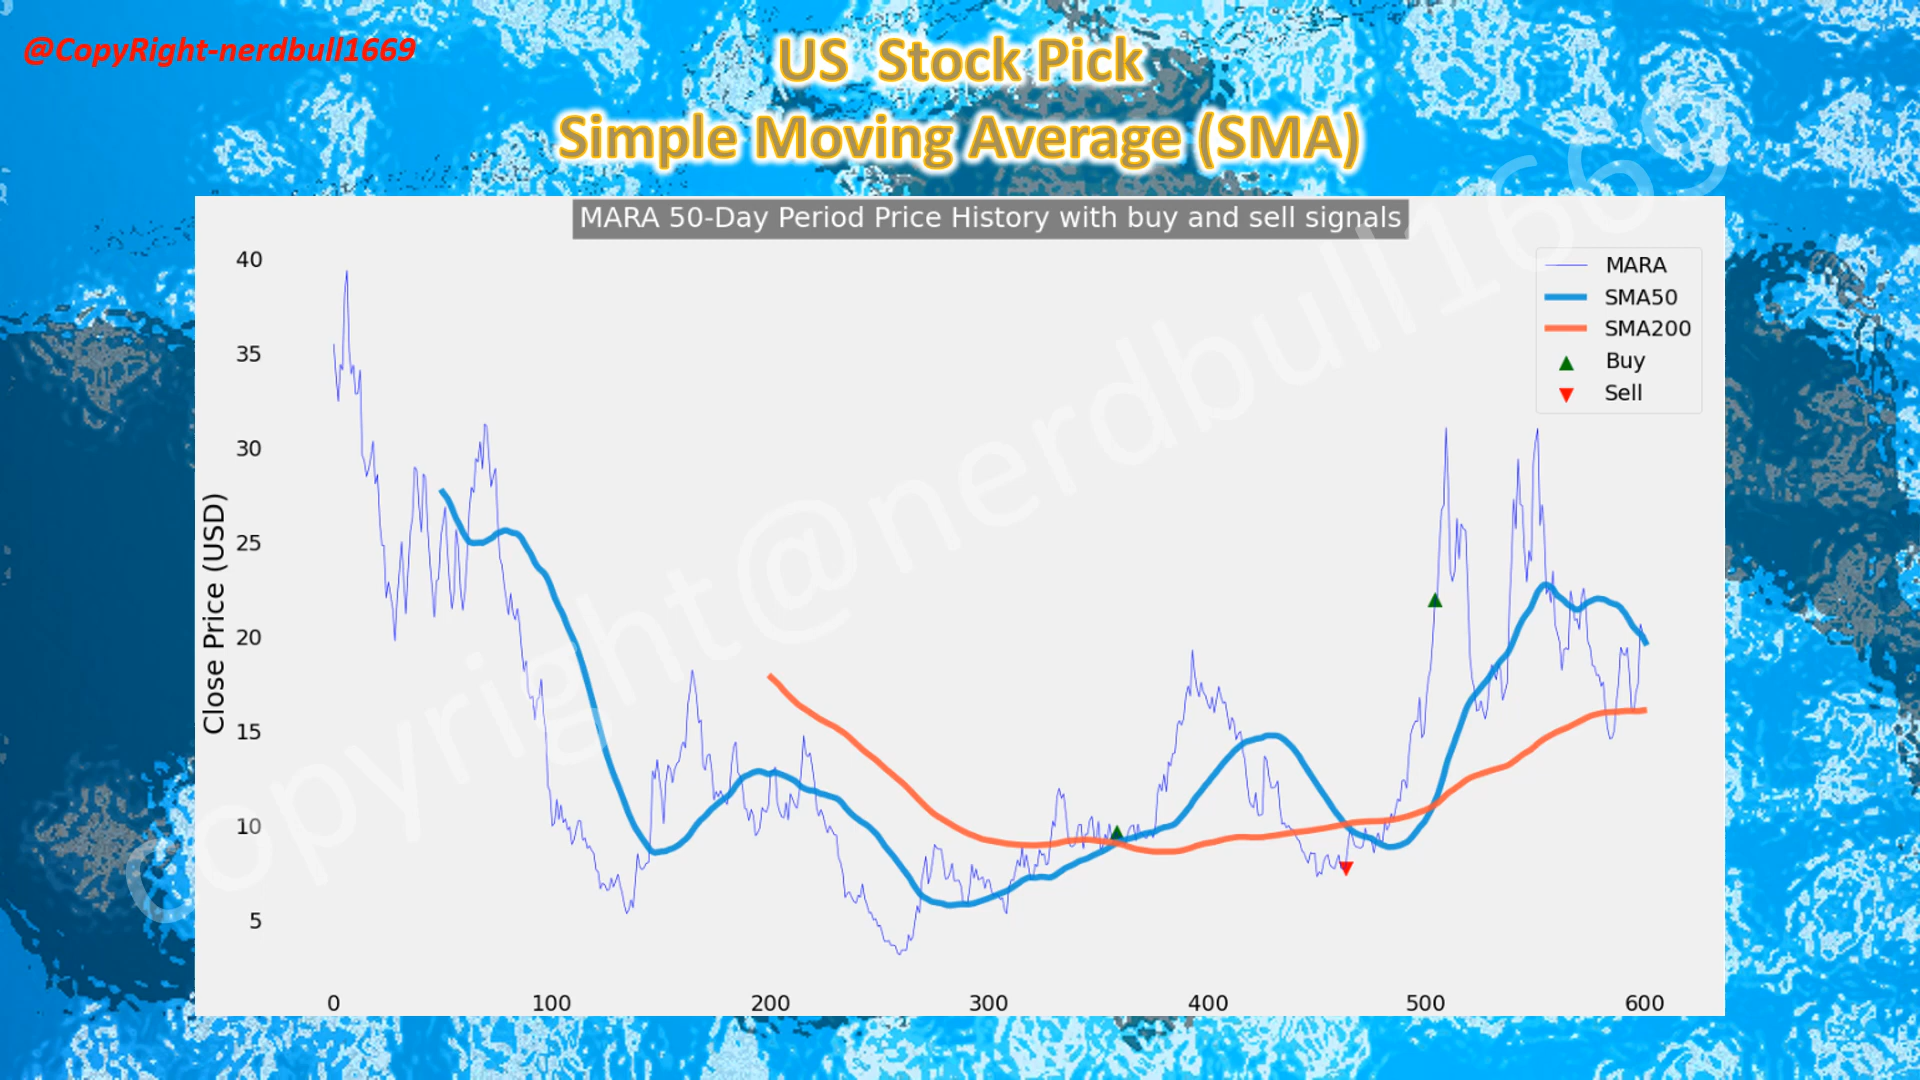 @CopyRight-nerdbull1669
US Stock Pick
Simple Moving Average (SMA)
MARA 50-Day Period Price History with buy and sell signals
40
35
30
25
20
15
10
5
Close Price (USD)
MARA
SMA50
SMA200
Buy
Sell
0 100 200 300 400 500 600
copyright@nerdbull1669